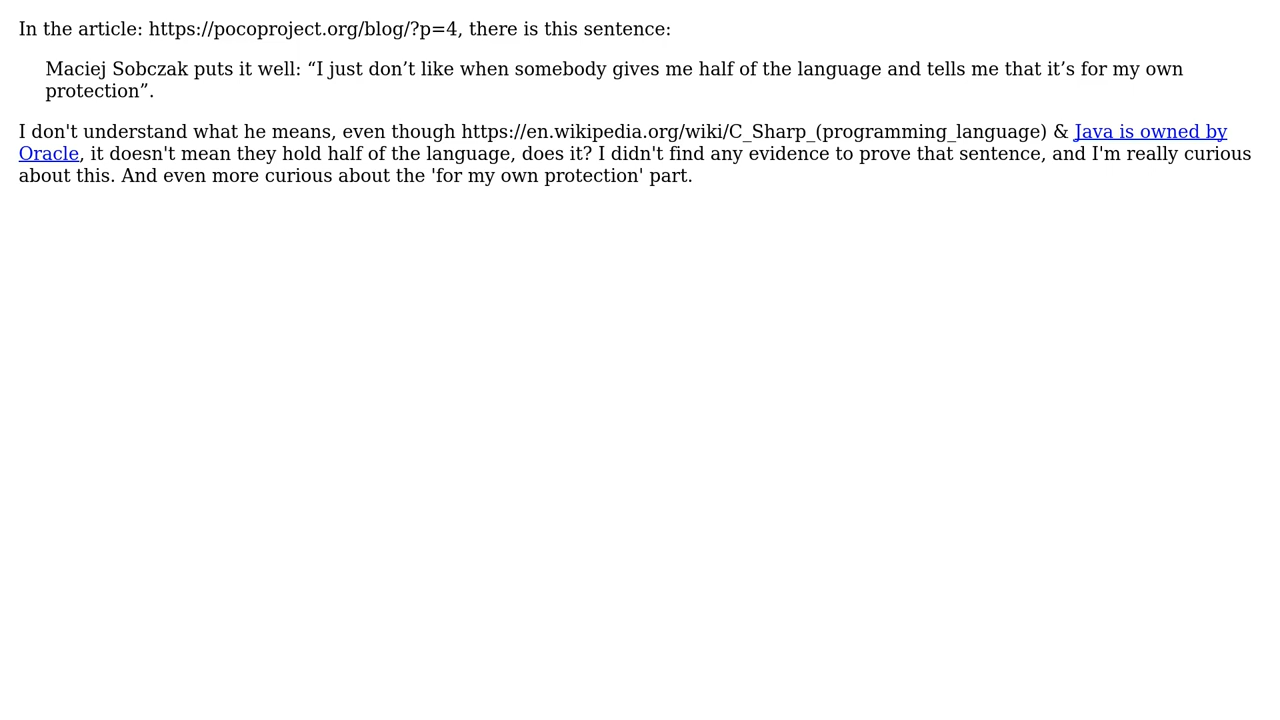 In the article: https://pocoproject.org/blog/?p=4, there is this sentence:
Maciej Sobczak puts it well: “I just don’t like when somebody gives me half of the language and tells me that it’s for my own
protection”.
I don't understand what he means, even though https://en.wikipedia.org/wiki/C_Sharp_(programming_language) & Java is owned by
Oracle, it doesn't mean they hold half of the language, does it? I didn't find any evidence to prove that sentence, and I'm really curious
about this. And even more curious about the 'for my own protection' part.